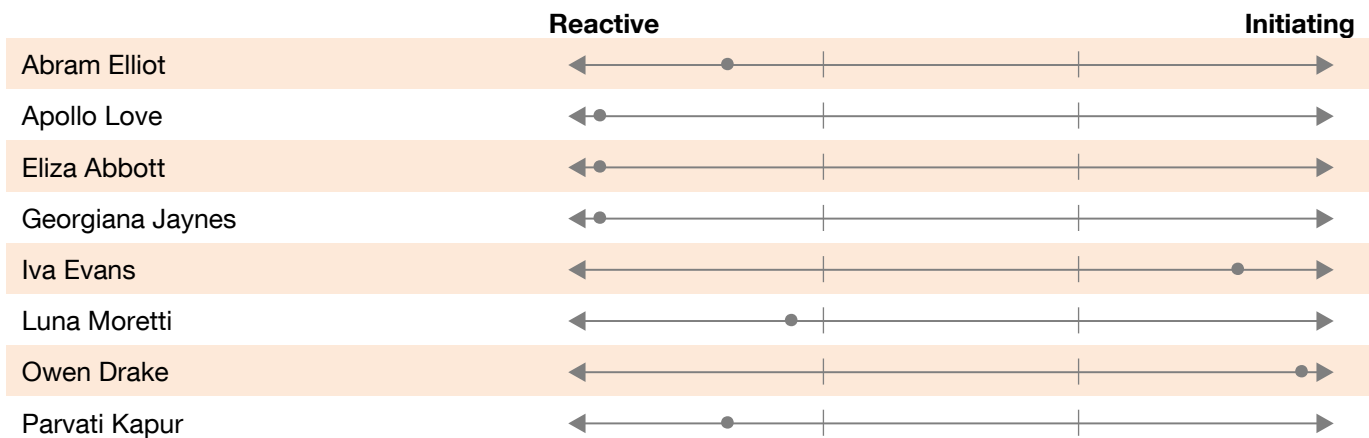 Reactive Initiating
Abram Elliot
Apollo Love
Eliza Abbott
Georgiana Jaynes
Iva Evans
Luna Moretti
Owen Drake
Parvati Kapur